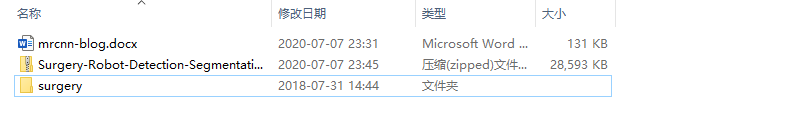 名称 修改日期 类型 大小
mrcnn-blog.docx 2020-07-07 23:31 Microsoft Word ... 131 KB
Surgery-Robot-Detection-Segmentati... 2020-07-07 23:45 压缩(zipped)文件... 28,593 KB
surgery 2018-07-31 14:44 文件夹